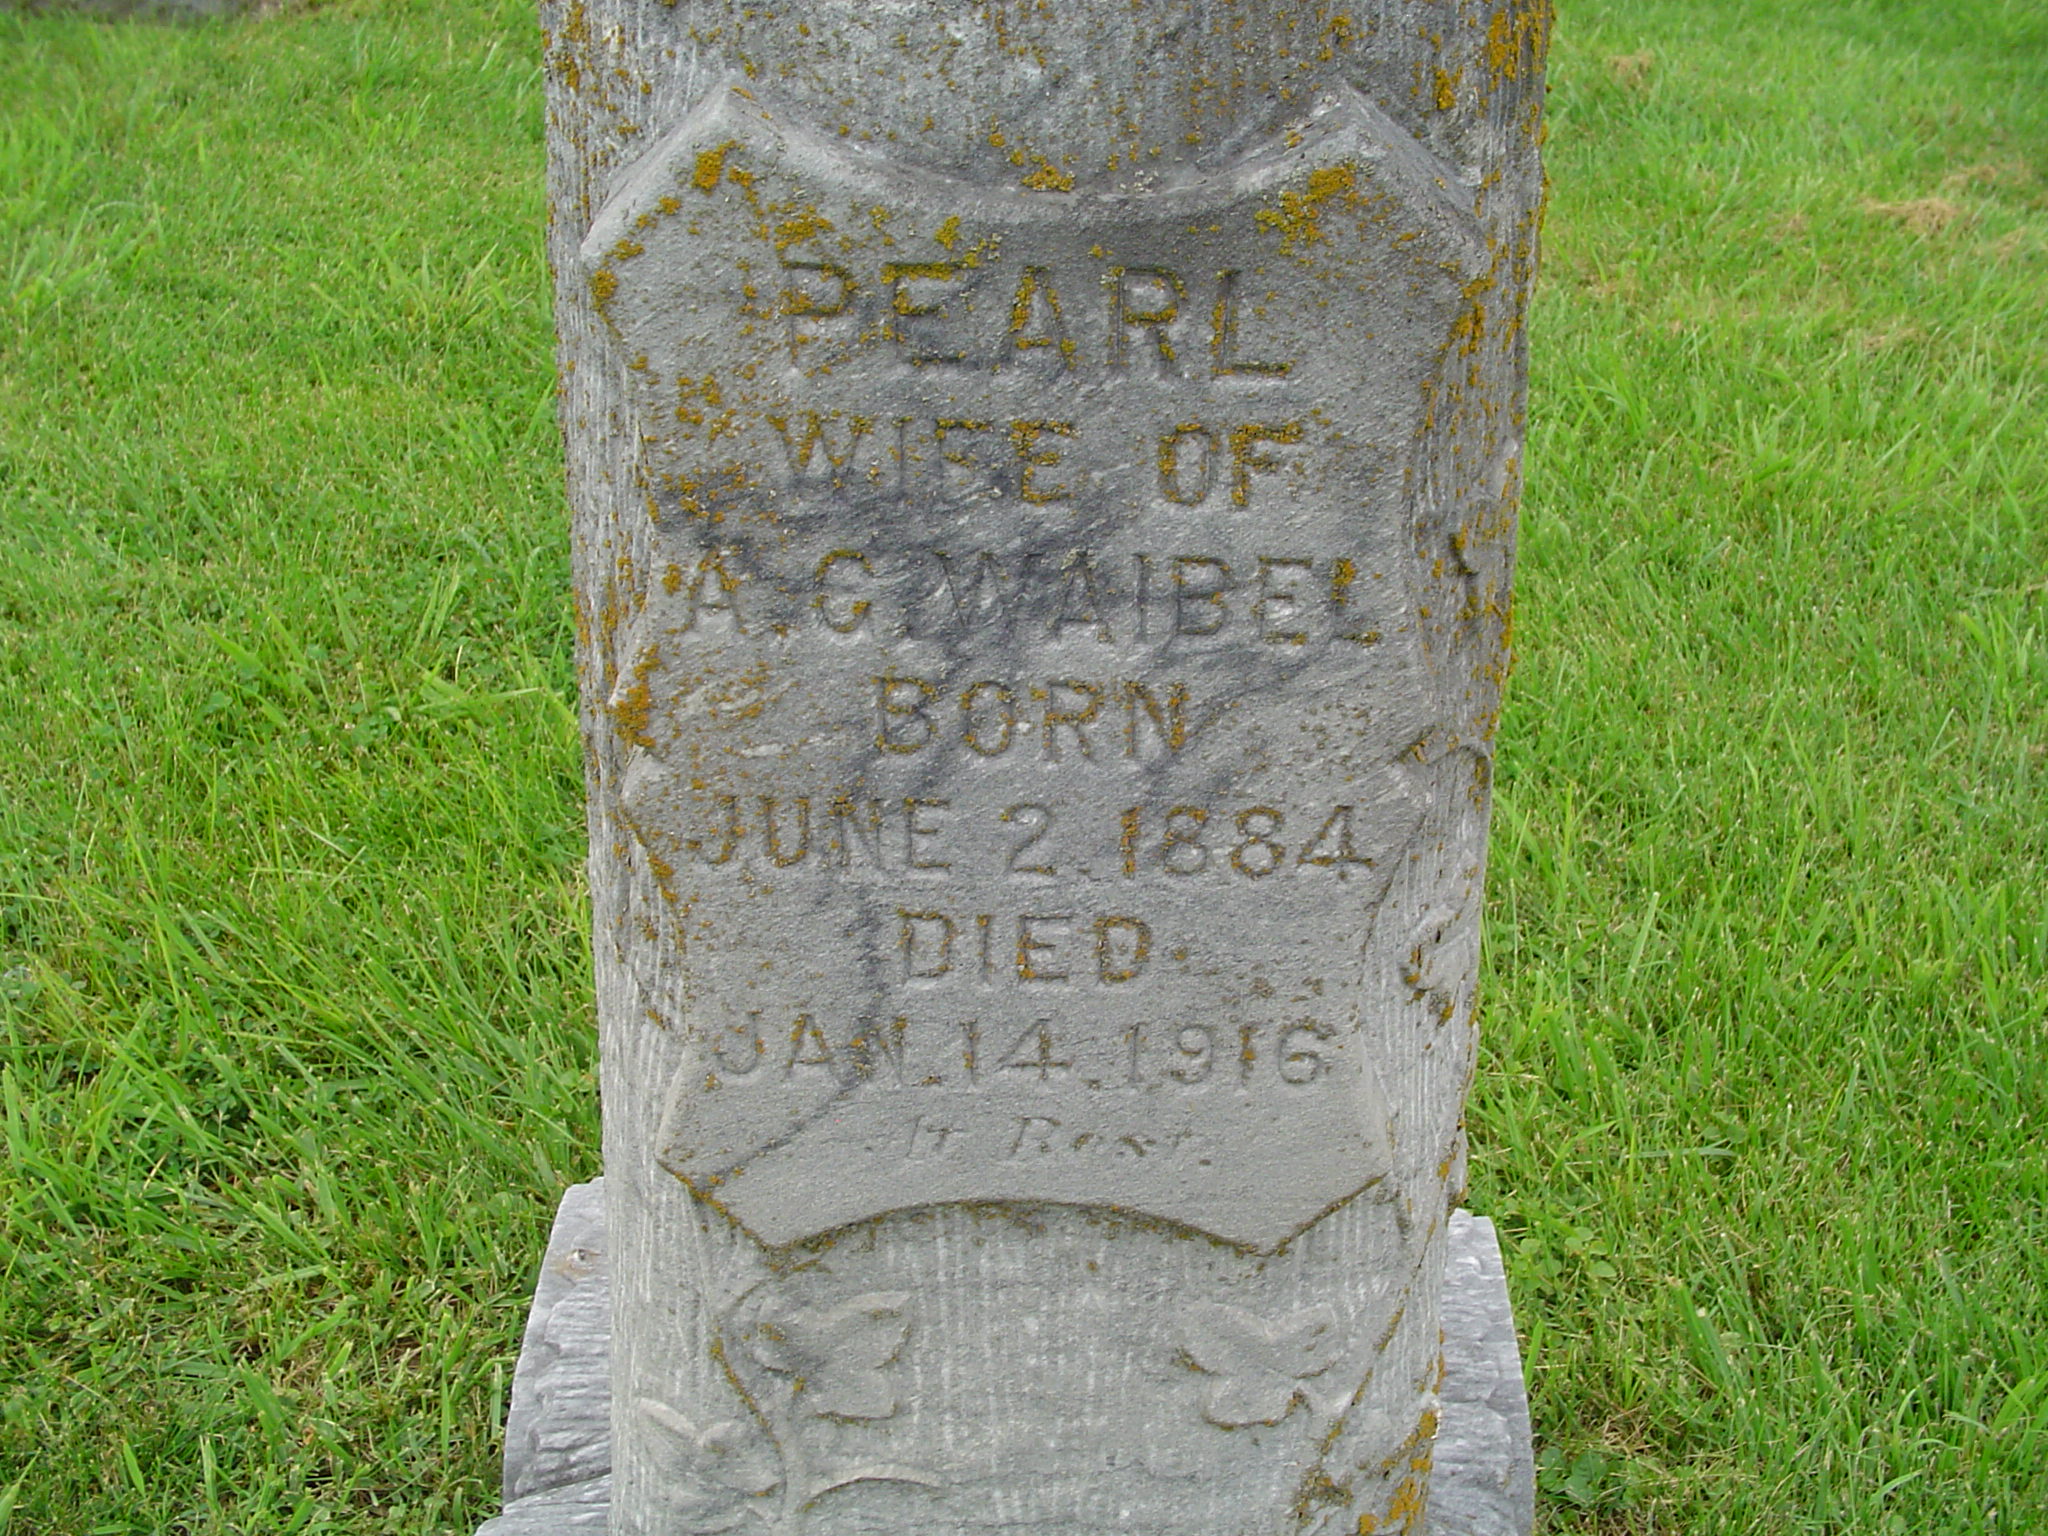 PEARL
WIFE OF
A. G. WAIBEL
BORN
JUNE 2, 1884
DIED
JAN. 14, 1916
At Rest.